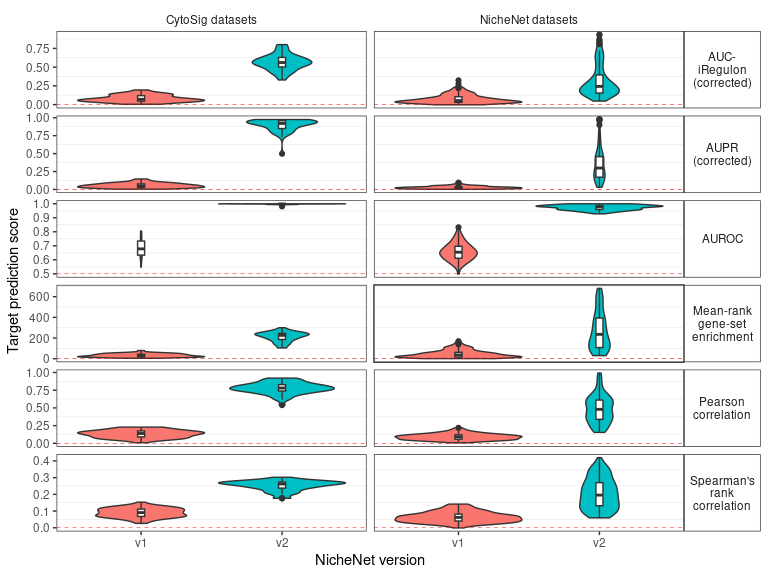 CytoSig datasets
NicheNet datasets
Target prediction score
0.75
0.50
0.25
0.00
AUC-
iRegulon
(corrected)
1.00
0.75
0.50
0.25
0.00
AUPR
(corrected)
1.0
0.9
0.8
0.7
0.6
0.5
AUROC
600
400
200
0
Mean-rank
gene-set
enrichment
1.00
0.75
0.50
0.25
0.00
Pearson
correlation
0.4
0.3
0.2
0.1
0.0
Spearman's
rank
correlation
v1
v2
v1
v2
NicheNet version